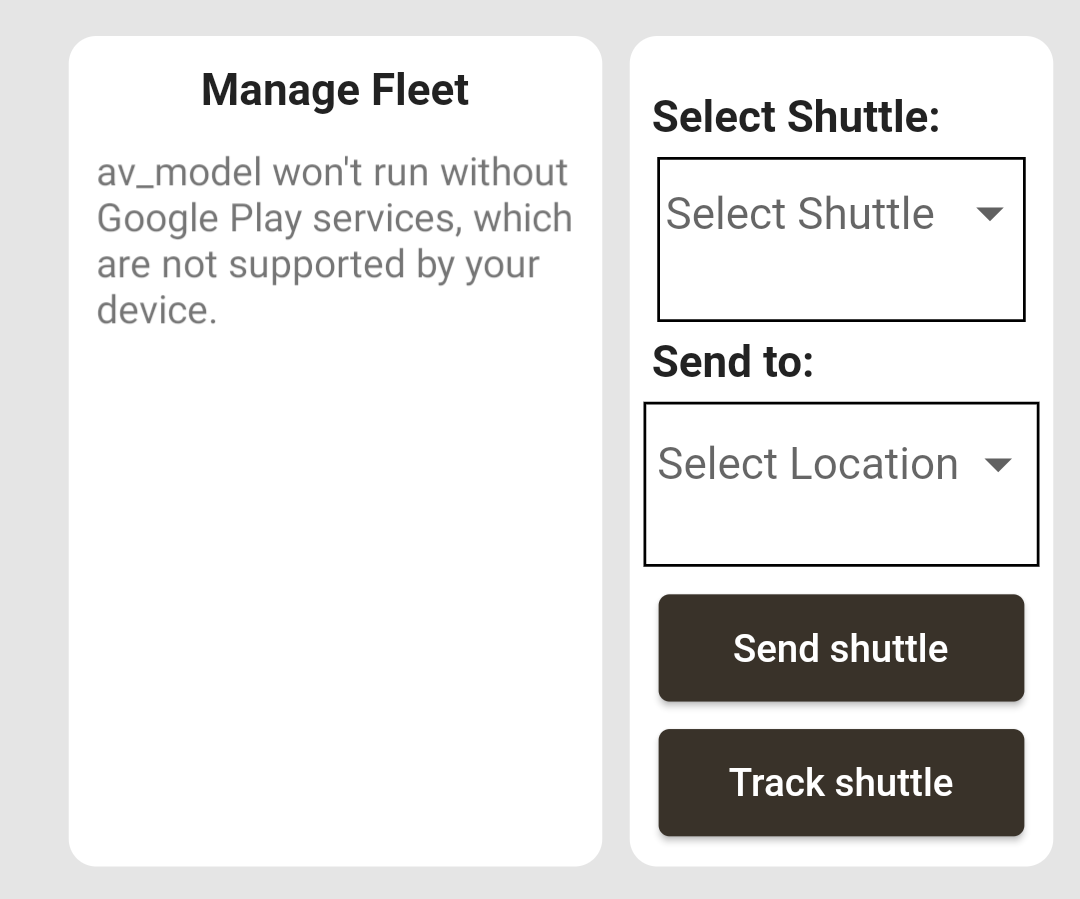 Manage Fleet
av_model won't run without
Google Play services, which
are not supported by your
device.
Select Shuttle:
Select Shuttle
Send to:
Select Location
Send shuttle
Track shuttle